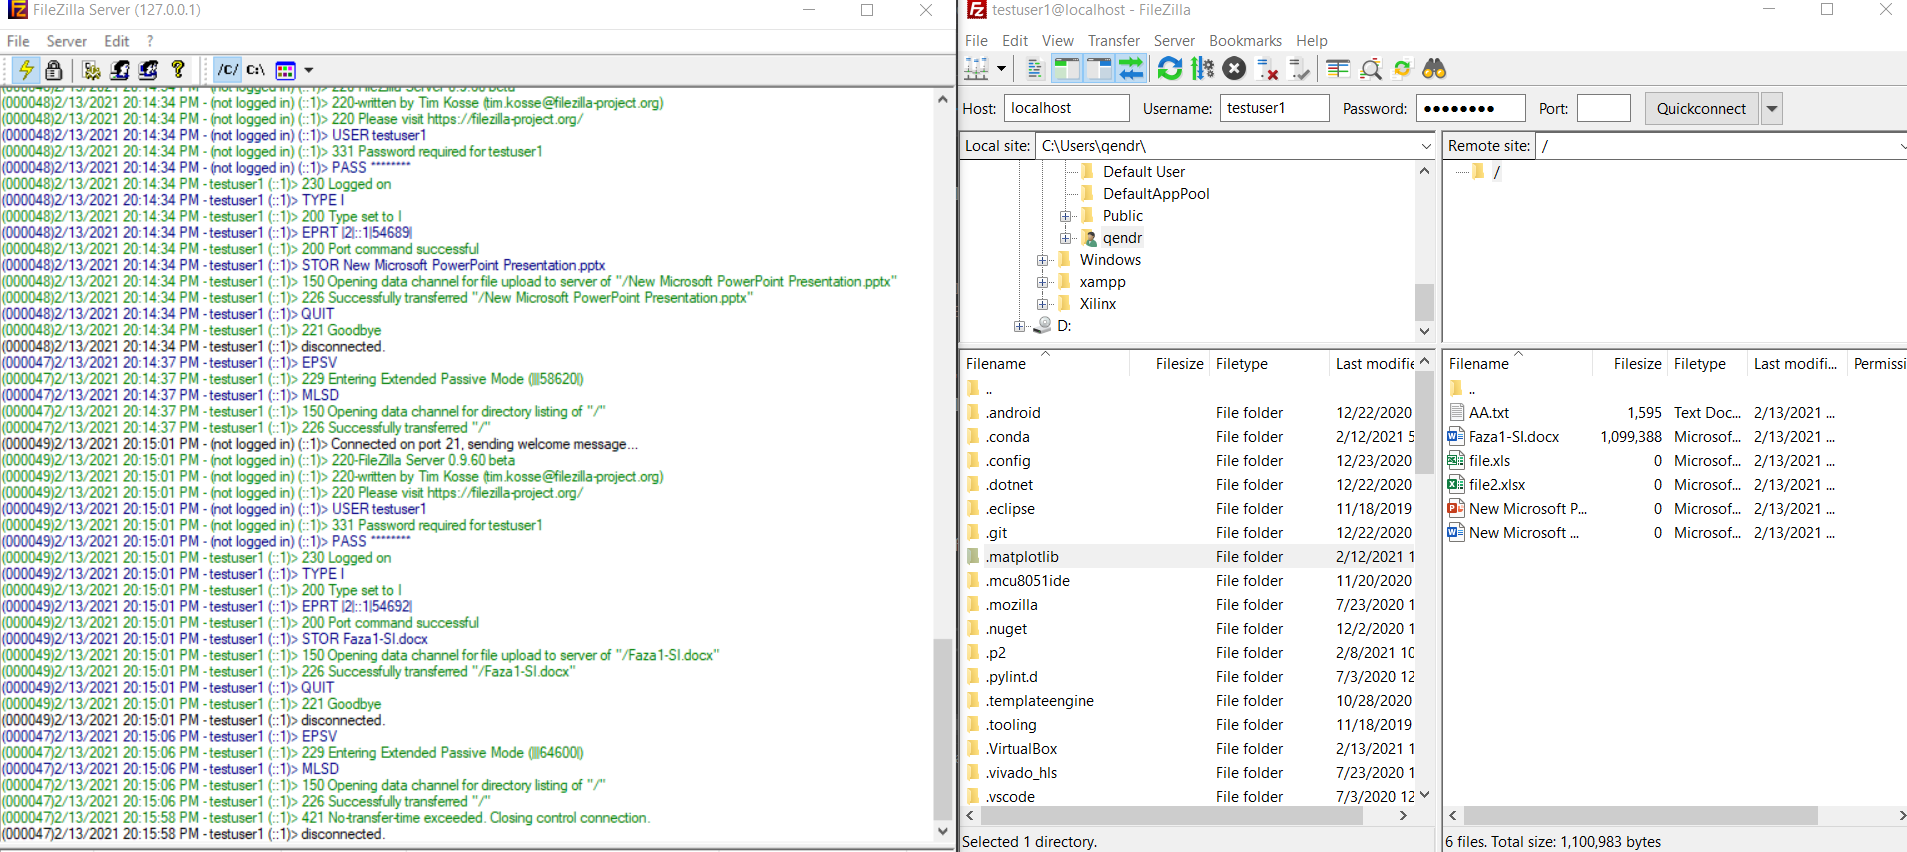 FileZilla Server (127.0.0.1)
File Server Edit ?
/C/ C:\
(000048)2/13/2021 20:14:34 PM - (not logged in) (::1)> 220-FileZilla Server 0.9.60 beta
(000048)2/13/2021 20:14:34 PM - (not logged in) (::1)> 220-written by Tim Kosse (tim.kosse@filezilla-project.org)
(000048)2/13/2021 20:14:34 PM - (not logged in) (::1)> 220 Please visit https://filezilla-project.org/
(000048)2/13/2021 20:14:34 PM - (not logged in) (::1)> USER testuser1
(000048)2/13/2021 20:14:34 PM - (not logged in) (::1)> 331 Password required for testuser1
(000048)2/13/2021 20:14:34 PM - (not logged in) (::1)> PASS ********
(000048)2/13/2021 20:14:34 PM - testuser1 (::1)> 230 Logged on
(000048)2/13/2021 20:14:34 PM - testuser1 (::1)> TYPE I
(000048)2/13/2021 20:14:34 PM - testuser1 (::1)> 200 Type set to I
(000048)2/13/2021 20:14:34 PM - testuser1 (::1)> EPRT |2|::1|54689|
(000048)2/13/2021 20:14:34 PM - testuser1 (::1)> 200 Port command successful
(000048)2/13/2021 20:14:34 PM - testuser1 (::1)> STOR New Microsoft PowerPoint Presentation.pptx
(000048)2/13/2021 20:14:34 PM - testuser1 (::1)> 150 Opening data channel for file upload to server of "/New Microsoft PowerPoint Presentation.pptx"
(000048)2/13/2021 20:14:34 PM - testuser1 (::1)> 226 Successfully transferred "/New Microsoft PowerPoint Presentation.pptx"
(000048)2/13/2021 20:14:34 PM - testuser1 (::1)> QUIT
(000048)2/13/2021 20:14:34 PM - testuser1 (::1)> 221 Goodbye
(000048)2/13/2021 20:14:34 PM - testuser1 (::1)> disconnected.
(000047)2/13/2021 20:14:37 PM - testuser1 (::1)> EPSV
(000047)2/13/2021 20:14:37 PM - testuser1 (::1)> 229 Entering Extended Passive Mode (|||58620|)
(000047)2/13/2021 20:14:37 PM - testuser1 (::1)> MLSD
(000047)2/13/2021 20:14:37 PM - testuser1 (::1)> 150 Opening data channel for directory listing of "/"
(000047)2/13/2021 20:14:37 PM - testuser1 (::1)> 226 Successfully transferred "/"
(000049)2/13/2021 20:15:01 PM - (not logged in) (::1)> Connected on port 21, sending welcome message...
(000049)2/13/2021 20:15:01 PM - (not logged in) (::1)> 220-FileZilla Server 0.9.60 beta
(000049)2/13/2021 20:15:01 PM - (not logged in) (::1)> 220-written by Tim Kosse (tim.kosse@filezilla-project.org)
(000049)2/13/2021 20:15:01 PM - (not logged in) (::1)> 220 Please visit https://filezilla-project.org/
(000049)2/13/2021 20:15:01 PM - (not logged in) (::1)> USER testuser1
(000049)2/13/2021 20:15:01 PM - (not logged in) (::1)> 331 Password required for testuser1
(000049)2/13/2021 20:15:01 PM - (not logged in) (::1)> PASS ********
(000049)2/13/2021 20:15:01 PM - testuser1 (::1)> 230 Logged on
(000049)2/13/2021 20:15:01 PM - testuser1 (::1)> TYPE I
(000049)2/13/2021 20:15:01 PM - testuser1 (::1)> 200 Type set to I
(000049)2/13/2021 20:15:01 PM - testuser1 (::1)> EPRT |2|::1|54692|
(000049)2/13/2021 20:15:01 PM - testuser1 (::1)> 200 Port command successful
(000049)2/13/2021 20:15:01 PM - testuser1 (::1)> STOR Faza1-SI.docx
(000049)2/13/2021 20:15:01 PM - testuser1 (::1)> 150 Opening data channel for file upload to server of "/Faza1-SI.docx"
(000049)2/13/2021 20:15:01 PM - testuser1 (::1)> 226 Successfully transferred "/Faza1-SI.docx"
(000049)2/13/2021 20:15:01 PM - testuser1 (::1)> QUIT
(000049)2/13/2021 20:15:01 PM - testuser1 (::1)> 221 Goodbye
(000049)2/13/2021 20:15:01 PM - testuser1 (::1)> disconnected.
(000047)2/13/2021 20:15:06 PM - testuser1 (::1)> EPSV
(000047)2/13/2021 20:15:06 PM - testuser1 (::1)> 229 Entering Extended Passive Mode (|||64600|)
(000047)2/13/2021 20:15:06 PM - testuser1 (::1)> MLSD
(000047)2/13/2021 20:15:06 PM - testuser1 (::1)> 150 Opening data channel for directory listing of "/"
(000047)2/13/2021 20:15:06 PM - testuser1 (::1)> 226 Successfully transferred "/"
(000047)2/13/2021 20:15:58 PM - testuser1 (::1)> 421 No-transfer-time exceeded. Closing control connection.
(000047)2/13/2021 20:15:58 PM - testuser1 (::1)> disconnected.
testuser1@localhost - FileZilla
File Edit View Transfer Server Bookmarks Help
Host: localhost Username: testuser1 Password: ●●●●●●●● Port: Quickconnect
Local site: C:\Users\qendr\
Default User
DefaultAppPool
Public
qendr
Windows
xampp
Xilinx
D:
Filename Filesize Filetype Last modifie
..
.android File folder 12/22/2020
.conda File folder 2/12/2021 5
.config File folder 12/23/2020
.dotnet File folder 12/22/2020
.eclipse File folder 11/18/2019
.git File folder 12/22/2020
.matplotlib File folder 2/12/2021 1
.mcu8051ide File folder 11/20/2020
.mozilla File folder 7/23/2020 1
.nuget File folder 12/2/2020 1
.p2 File folder 2/8/2021 10
.pylint.d File folder 7/3/2020 12
.templateengine File folder 10/28/2020
.tooling File folder 11/18/2019
.VirtualBox File folder 2/13/2021 1
.vivado_hls File folder 7/23/2020 1
.vscode File folder 7/3/2020 12
Selected 1 directory.
Remote site: /
/
Filename Filesize Filetype Last modifi... Permissi
..
AA.txt 1,595 Text Doc... 2/13/2021 ...
Faza1-SI.docx 1,099,388 Microsof... 2/13/2021 ...
file.xls 0 Microsof... 2/13/2021 ...
file2.xlsx 0 Microsof... 2/13/2021 ...
New Microsoft P... 0 Microsof... 2/13/2021 ...
New Microsoft ... 0 Microsof... 2/13/2021 ...
6 files. Total size: 1,100,983 bytes